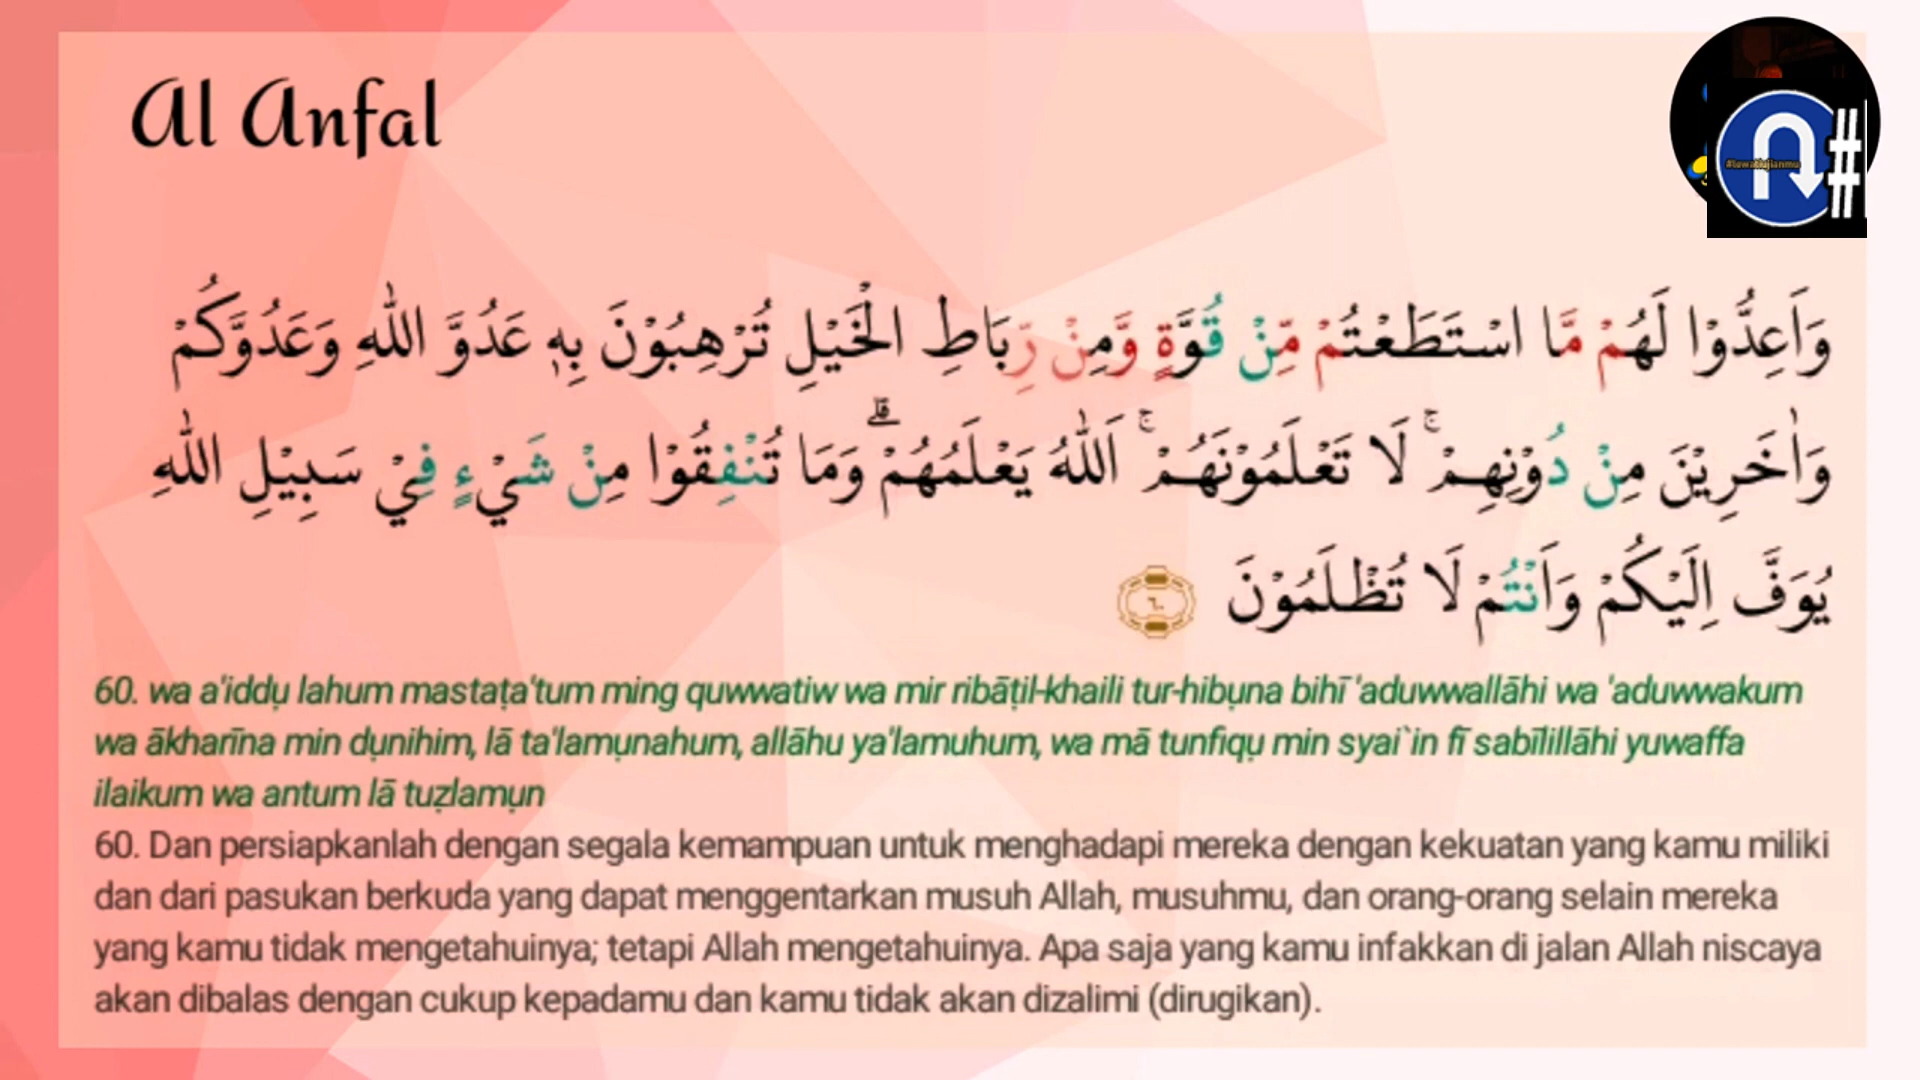 Al Anfal
#lewatiujianmu
#
وَاَعِدُّوْا لَهُمْ مَّا اسْتَطَعْتُمْ مِّنْ قُوَّةٍ وَّمِنْ رِّبَاطِ الْخَيْلِ تُرْهِبُوْنَ بِهٖ عَدُوَّ اللّٰهِ وَعَدُوَّكُمْ
وَاٰخَرِيْنَ مِنْ دُوْنِهِمْۚ لَا تَعْلَمُوْنَهُمْۚ اَللّٰهُ يَعْلَمُهُمْۗ وَمَا تُنْفِقُوْا مِنْ شَيْءٍ فِيْ سَبِيْلِ اللّٰهِ
يُوَفَّ اِلَيْكُمْ وَاَنْتُمْ لَا تُظْلَمُوْنَ ٦٠
60. wa a'iddụ lahum mastaṭa'tum ming quwwatiw wa mir ribāṭil-khaili tur-hibụna bihī 'aduwwallāhi wa 'aduwwakum
wa ākharīna min dụnihim, lā ta'lamụnahum, allāhu ya'lamuhum, wa mā tunfiqụ min syai`in fī sabīlillāhi yuwaffa
ilaikum wa antum lā tuẓlamụn
60. Dan persiapkanlah dengan segala kemampuan untuk menghadapi mereka dengan kekuatan yang kamu miliki
dan dari pasukan berkuda yang dapat menggentarkan musuh Allah, musuhmu, dan orang-orang selain mereka
yang kamu tidak mengetahuinya; tetapi Allah mengetahuinya. Apa saja yang kamu infakkan di jalan Allah niscaya
akan dibalas dengan cukup kepadamu dan kamu tidak akan dizalimi (dirugikan).